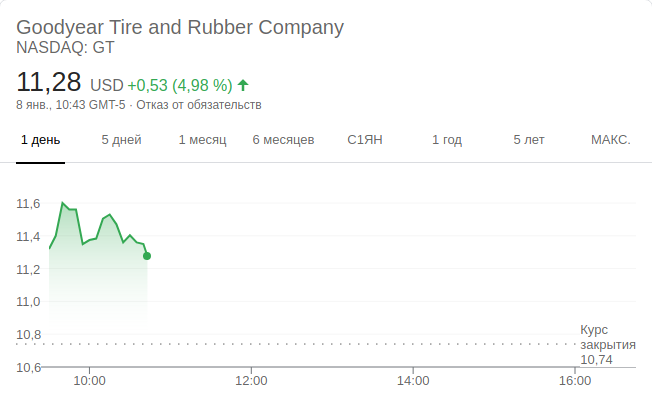 Goodyear Tire and Rubber Company
NASDAQ: GT
11,28 USD +0,53 (4,98 %)
8 янв., 10:43 GMT-5 · Отказ от обязательств
1 день 5 дней 1 месяц 6 месяцев С1ЯН 1 год 5 лет МАКС.
11,6
11,4
11,2
11,0
10,8
10,6
Курс
закрытия
10,74
10:00 12:00 14:00 16:00